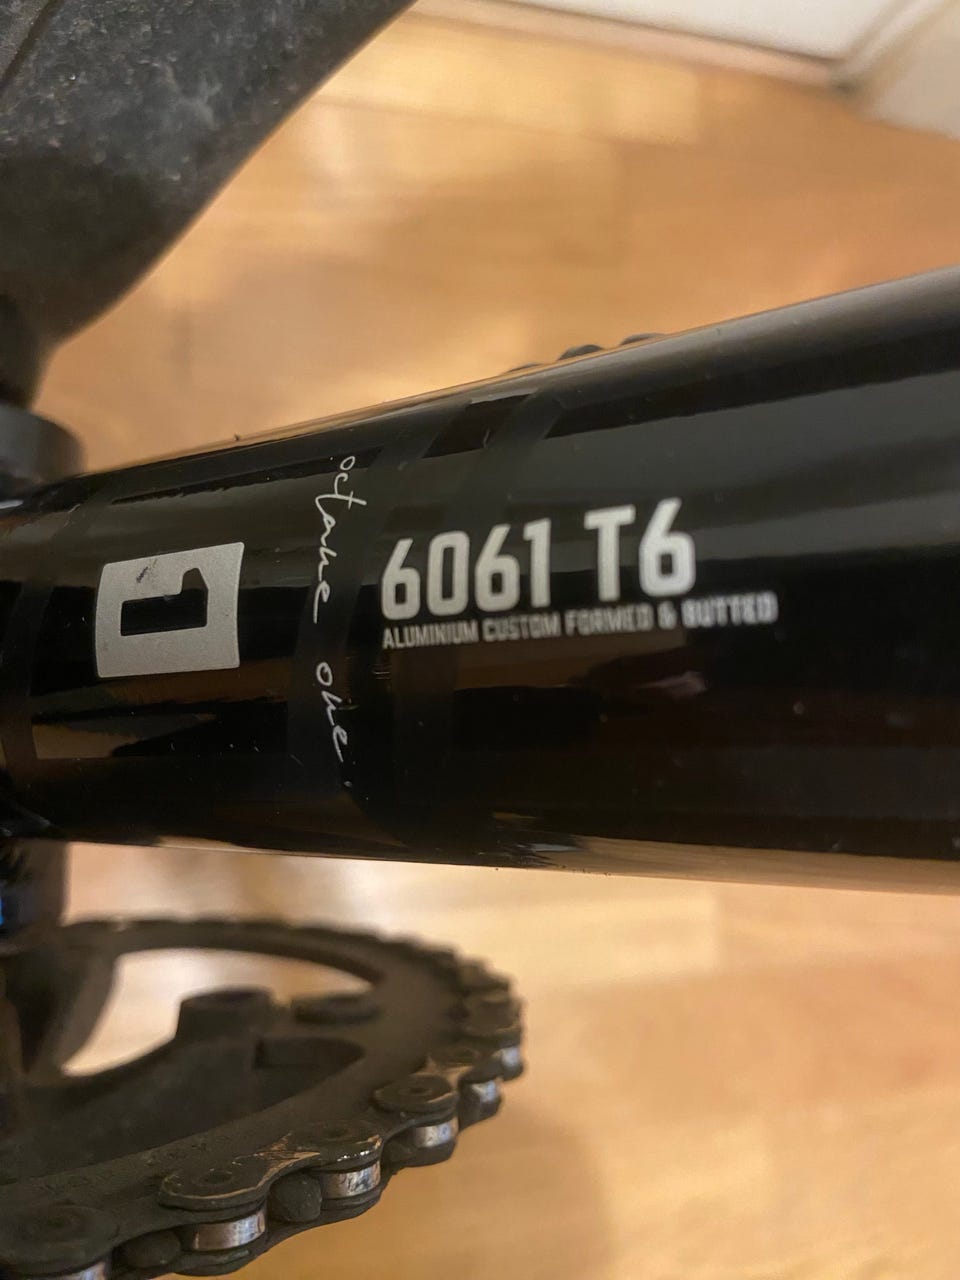 octane one
6061 T6
ALUMINIUM CUSTOM FORMED & BUTTED